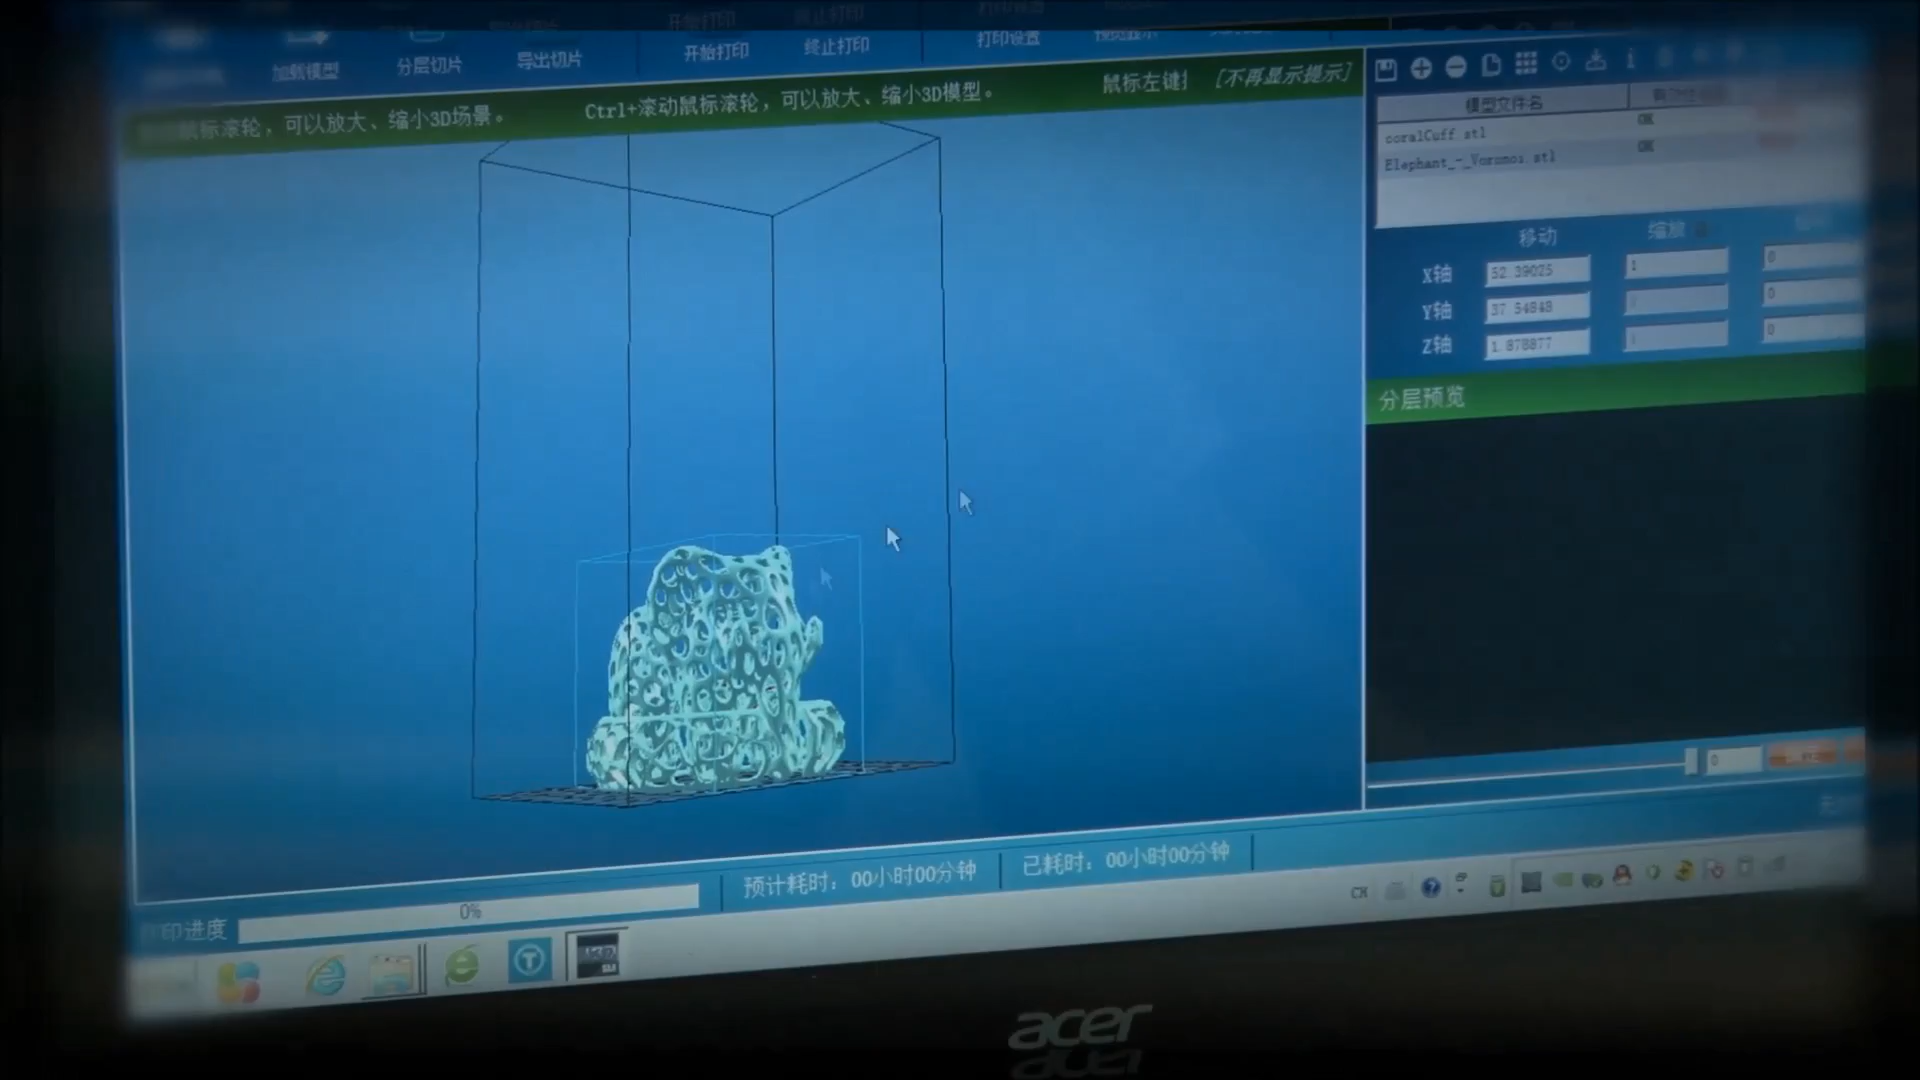 加载模型
分层切片
导出切片
开始打印
终止打印
打印设置
鼠标滚轮，可以放大、缩小3D场景。
Ctrl+滚动鼠标滚轮，可以放大、缩小3D模型。
鼠标左键
[不再显示提示]
模型文件名
coralCuff.stl
OK
Elephant_-_Voronoi.stl
OK
移动
缩放
X轴
52.39025
1
0
Y轴
37.54848
0
Z轴
1.878877
0
分层预览
0
预计耗时：00小时00分钟
已耗时：00小时00分钟
印进度
0%
CH
acer